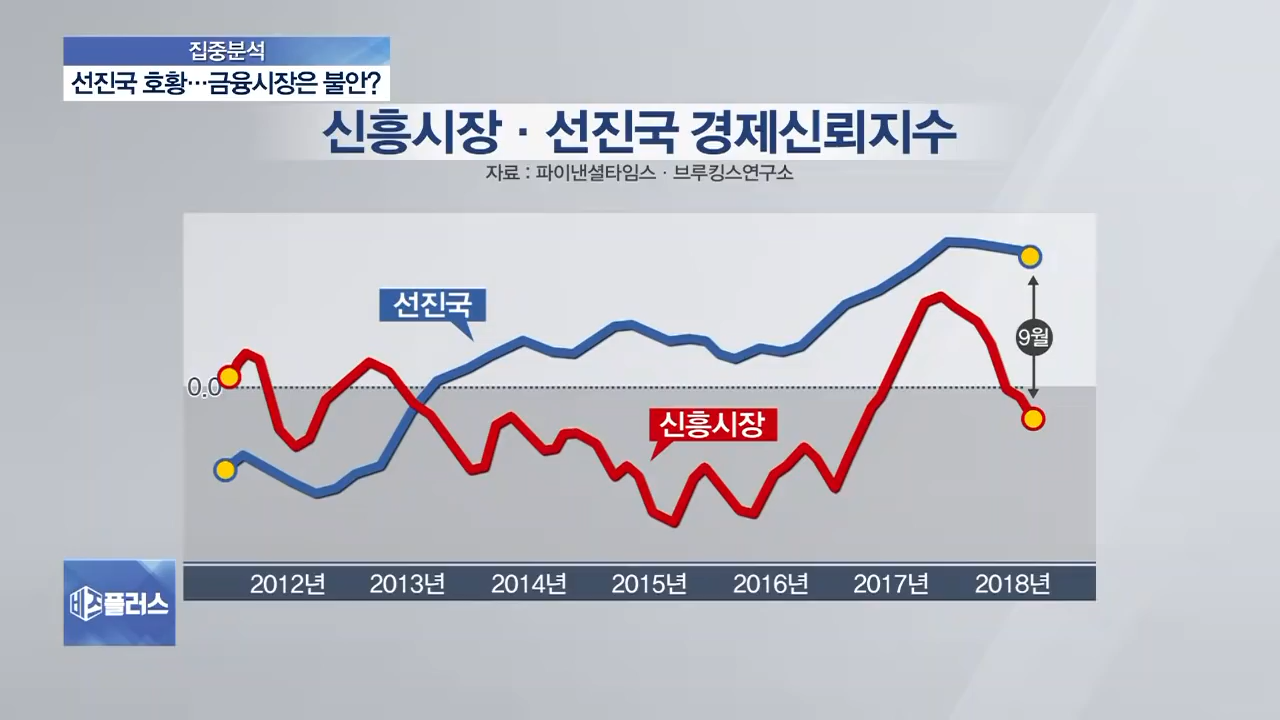 집중분석
선진국 호황…금융시장은 불안?
신흥시장 · 선진국 경제신뢰지수
자료 : 파이낸셜타임스 · 브루킹스연구소
선진국
9월
0.0
신흥시장
2012년 2013년 2014년 2015년 2016년 2017년 2018년
비즈플러스